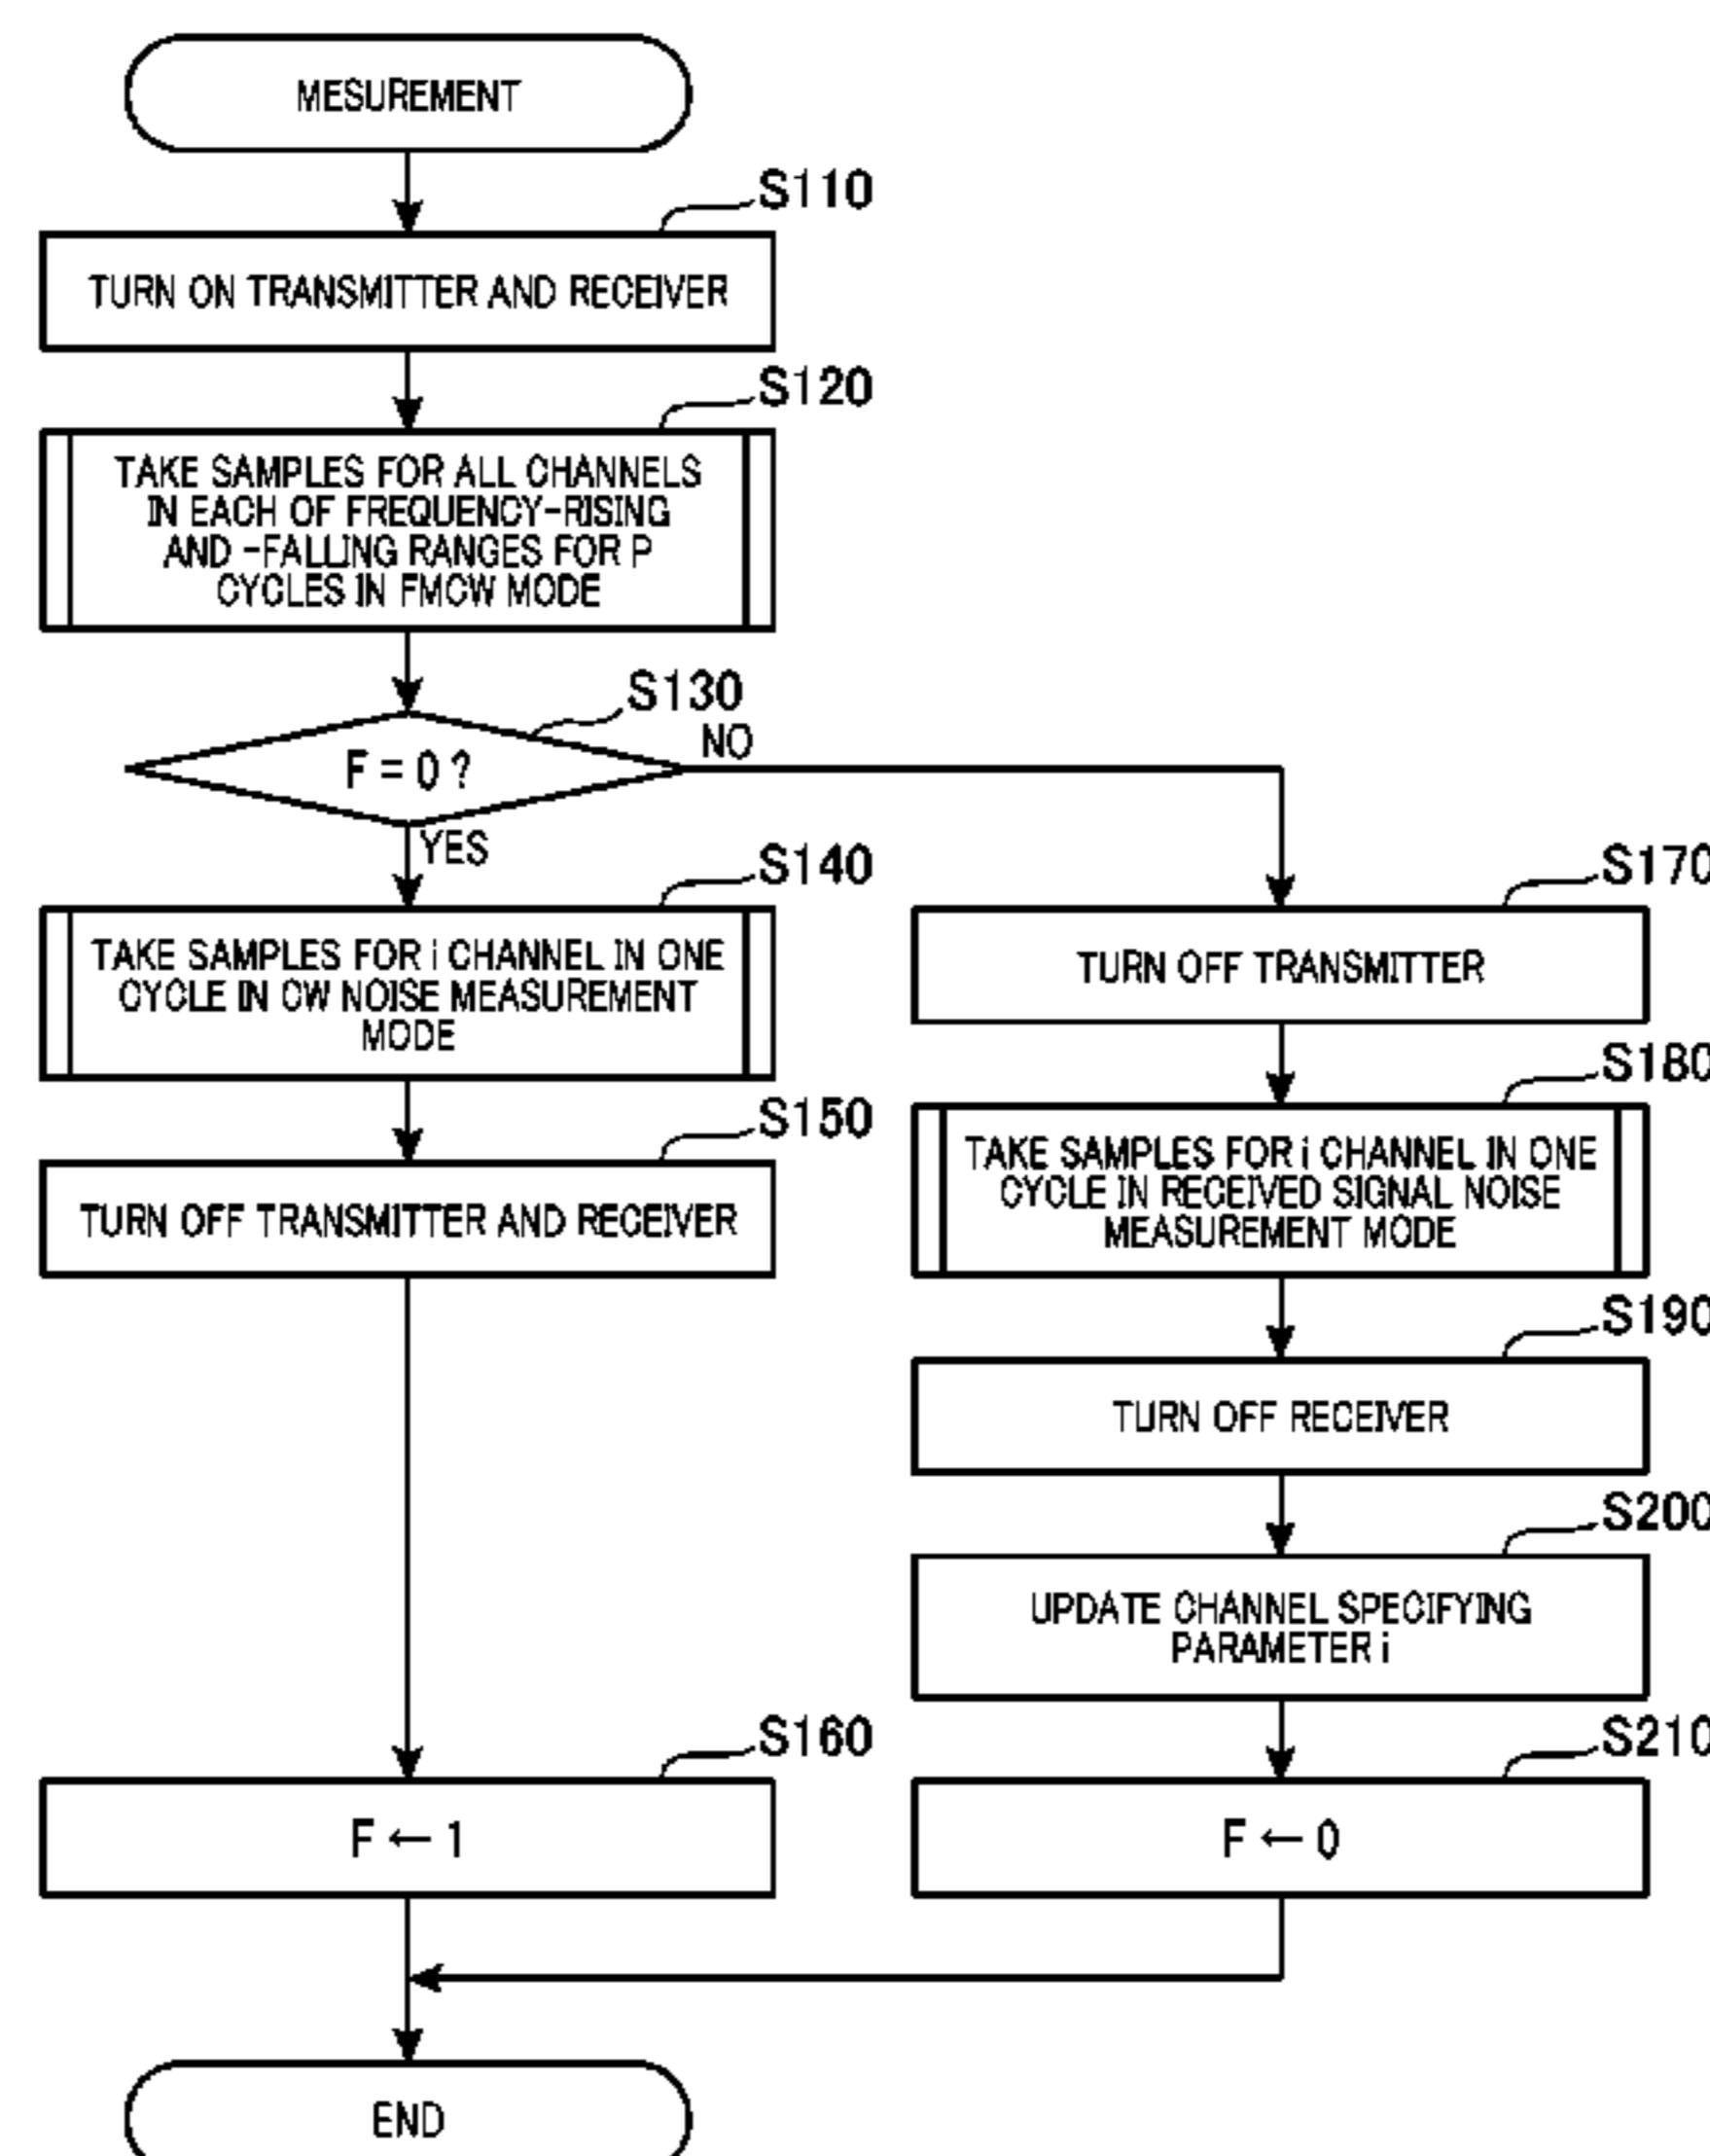 MESUREMENT
S110
TURN ON TRANSMITTER AND RECEIVER
S120
TAKE SAMPLES FOR ALL CHANNELS
IN EACH OF FREQUENCY-RISING
AND -FALLING RANGES FOR P
CYCLES IN FMCW MODE
S130
F = 0 ?
NO
YES
S140
TAKE SAMPLES FOR i CHANNEL IN ONE
CYCLE IN CW NOISE MEASUREMENT
MODE
S150
TURN OFF TRANSMITTER AND RECEIVER
S160
F ← 1
S170
TURN OFF TRANSMITTER
S180
TAKE SAMPLES FOR i CHANNEL IN ONE
CYCLE IN RECEIVED SIGNAL NOISE
MEASUREMENT MODE
S190
TURN OFF RECEIVER
S200
UPDATE CHANNEL SPECIFYING
PARAMETER i
S210
F ← 0
END